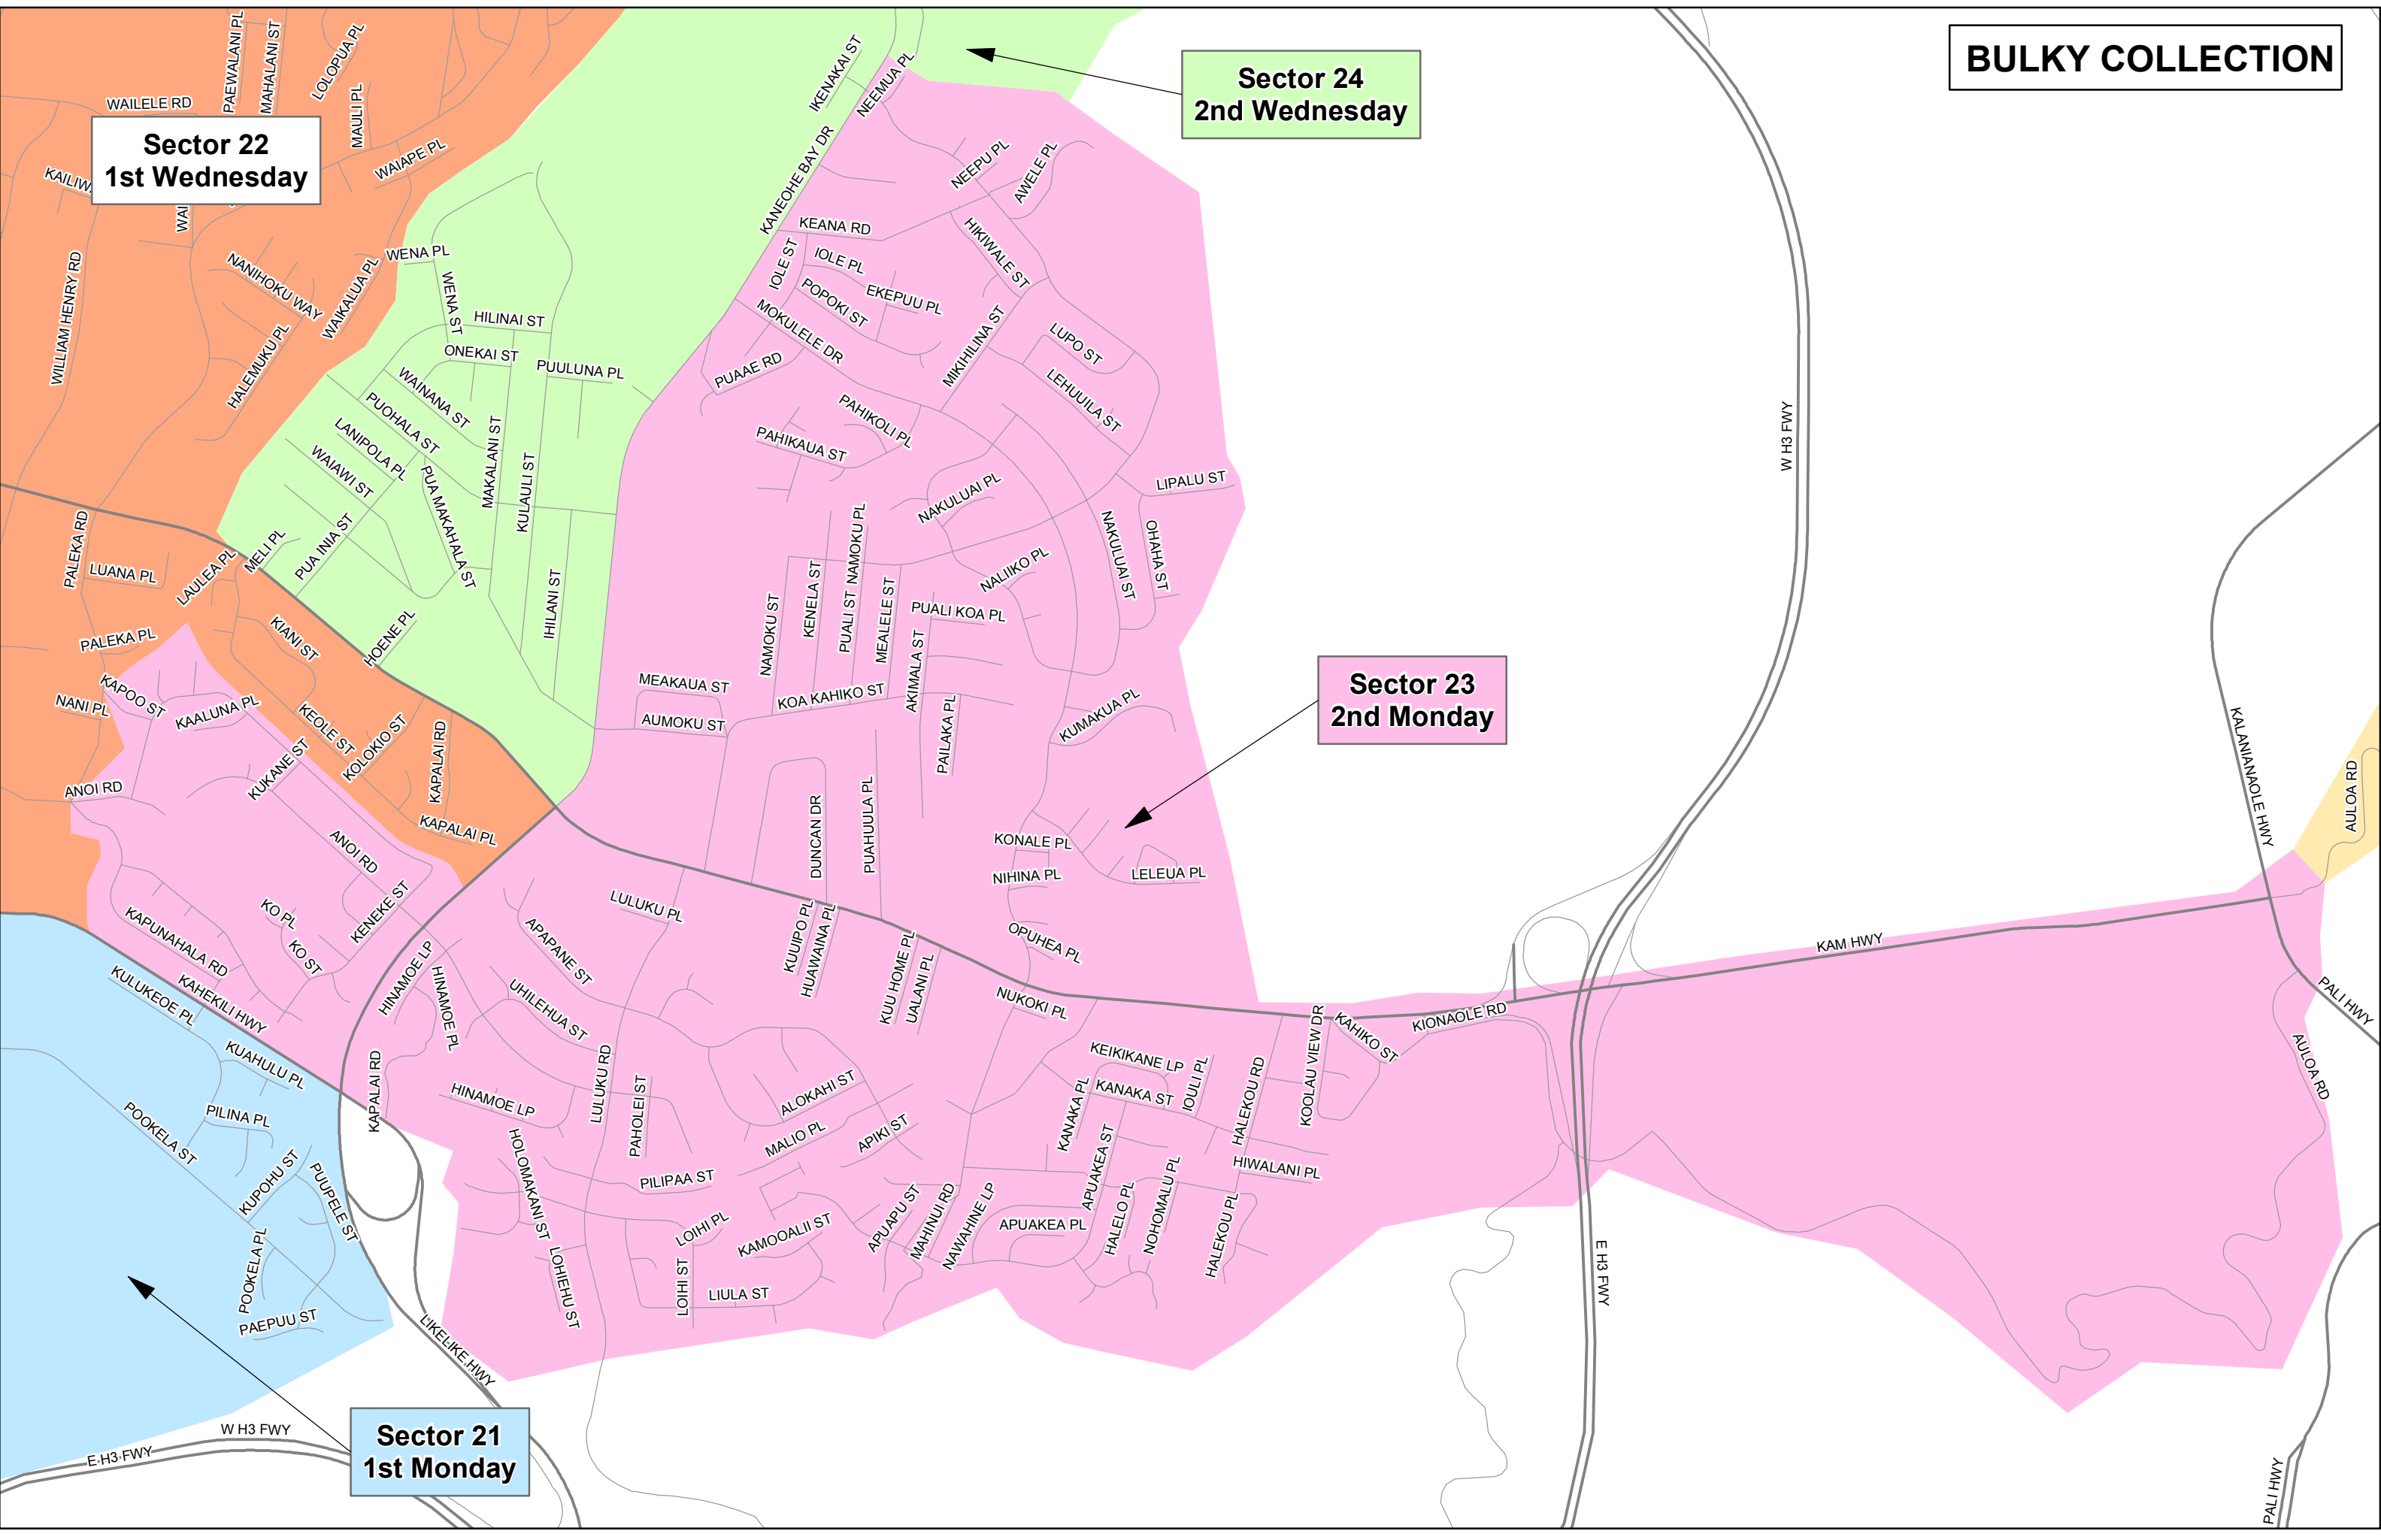 BULKY COLLECTION
Sector 24
2nd Wednesday
Sector 22
1st Wednesday
Sector 23
2nd Monday
Sector 21
1st Monday
PAEWALANI PL
MAHALANI ST
LOLOPUA PL
WAILELE RD
MAULI PL
WAIAPE PL
WILLIAM HENRY RD
NANIHOKU WAY
WAIKALUA PL
HALEMUKU PL
WENA PL
WENA ST
HILINAI ST
ONEKAI ST
PUULUNA PL
WAINANA ST
PUOHALA ST
LANIPOLA PL
WAIAWI ST
PUA MAKAHALA ST
MAKALANI ST
KULAULI ST
IHILANI ST
PUA INIA ST
MELI PL
HOENE PL
IKENAKAI ST
NEEMUA PL
KANEOHE BAY DR
NEEPU PL
AWELE PL
KEANA RD
IOLE ST
IOLE PL
POPOKI ST
EKEPUU PL
HIKIWALE ST
MOKULELE DR
PUAAE RD
MIKIHILINA ST
LUPO ST
LEHUUILA ST
PAHIKOLI PL
PAHIKAUA ST
NAKULUAI PL
LIPALU ST
NAKULUAI ST
OHAHA ST
NALIIKO PL
NAMOKU PL
NAMOKU ST
KENELA ST
PUALI ST
MEALELE ST
PUALI KOA PL
AKIMALA ST
MEAKAUA ST
KOA KAHIKO ST
AUMOKU ST
PAILAKA PL
KUMAKUA PL
DUNCAN DR
PUAHUULA PL
KONALE PL
NIHINA PL
LELEUA PL
OPUHEA PL
PALEKA RD
LUANA PL
LAULEA PL
PALEKA PL
KIANI ST
KAPOO ST
NANI PL
KAALUNA PL
KEOLE ST
KOLOKIO ST
KAPALAI RD
KAPALAI PL
KUKANE ST
ANOI RD
ANOI RD
KO PL
KO ST
KENEKE ST
KAPUNAHALA RD
KAHEKILI HWY
KULUKEOE PL
KUAHULU PL
PILINA PL
POOKELA ST
KUPOHU ST
PUUPELE ST
POOKELA PL
PAEPUU ST
HINAMOE LP
HINAMOE PL
KAPALAI RD
HINAMOE LP
APAPANE ST
UHILEHUA ST
LULUKU PL
LULUKU RD
PAHOLEI ST
HOLOMAKANI ST
LOHIEHU ST
PILIPAA ST
LOIHI PL
LOIHI ST
LIULA ST
KAMOOALII ST
MALIO PL
ALOKAHI ST
APIKI ST
APUAPU ST
MAHINUI RD
NAWAHINE LP
KUUIPO PL
HUAWAINA PL
KUU HOME PL
UALANI PL
NUKOKI PL
KEIKIKANE LP
KANAKA ST
KANAKA PL
IOULI PL
HALEKOU RD
KOOLAU VIEW DR
KAHIKO ST
KIONAOLE RD
HIWALANI PL
APUAKEA ST
APUAKEA PL
HALELO PL
NOHOMALU PL
HALEKOU PL
W H3 FWY
E H3 FWY
KAM HWY
KALANIANAOLE HWY
AULOA RD
PALI HWY
AULOA RD
PALI HWY
LIKELIKE HWY
W H3 FWY
E H3 FWY